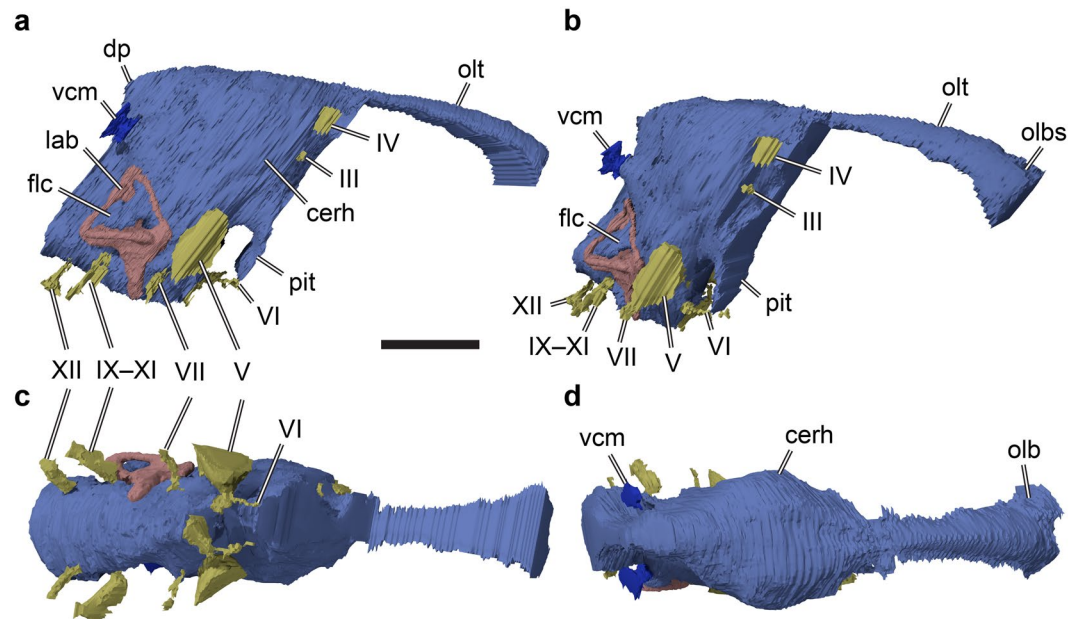 a
dp
vcm
lab
flc
olt
IV
III
cerh
pit
VI
XII
IX–XI
VII
V
b
vcm
flc
olt
olbs
IV
III
pit
XII
IX–XI
VII
V
VI
c
VI
d
vcm
cerh
olb